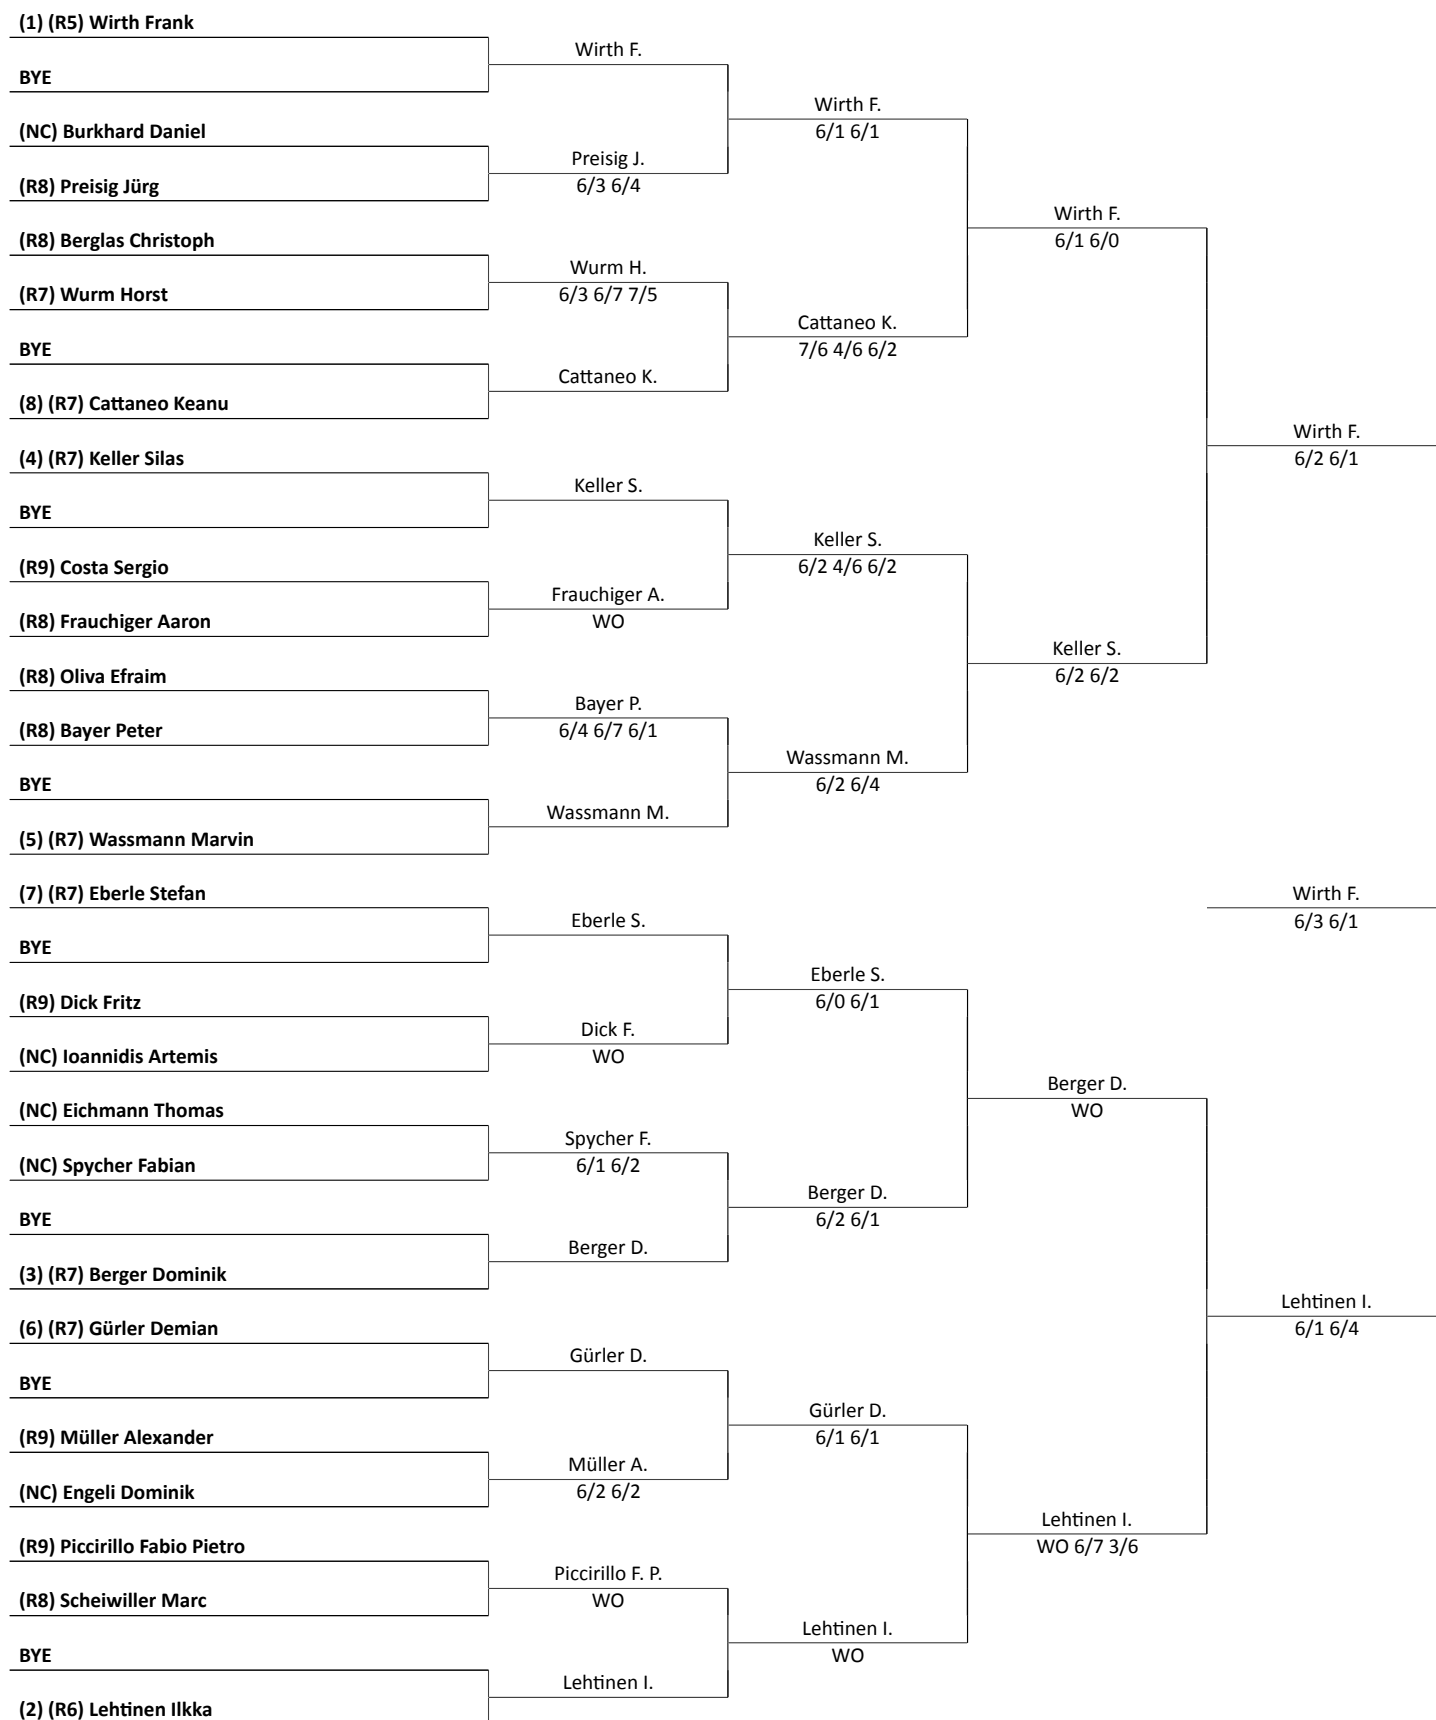 (1) (R5) Wirth Frank
BYE
(NC) Burkhard Daniel
(R8) Preisig Jürg
(R8) Berglas Christoph
(R7) Wurm Horst
BYE
(8) (R7) Cattaneo Keanu
(4) (R7) Keller Silas
BYE
(R9) Costa Sergio
(R8) Frauchiger Aaron
(R8) Oliva Efraim
(R8) Bayer Peter
BYE
(5) (R7) Wassmann Marvin
(7) (R7) Eberle Stefan
BYE
(R9) Dick Fritz
(NC) Ioannidis Artemis
(NC) Eichmann Thomas
(NC) Spycher Fabian
BYE
(3) (R7) Berger Dominik
(6) (R7) Gürler Demian
BYE
(R9) Müller Alexander
(NC) Engeli Dominik
(R9) Piccirillo Fabio Pietro
(R8) Scheiwiller Marc
BYE
(2) (R6) Lehtinen Ilkka
Wirth F.
Preisig J.
6/3 6/4
Wurm H.
6/3 6/7 7/5
Cattaneo K.
Keller S.
Frauchiger A.
WO
Bayer P.
6/4 6/7 6/1
Wassmann M.
Eberle S.
Dick F.
WO
Spycher F.
6/1 6/2
Berger D.
Gürler D.
Müller A.
6/2 6/2
Piccirillo F. P.
WO
Lehtinen I.
Wirth F.
6/1 6/1
Cattaneo K.
7/6 4/6 6/2
Keller S.
6/2 4/6 6/2
Wassmann M.
6/2 6/4
Eberle S.
6/0 6/1
Berger D.
6/2 6/1
Gürler D.
6/1 6/1
Lehtinen I.
WO
Wirth F.
6/1 6/0
Keller S.
6/2 6/2
Berger D.
WO
Lehtinen I.
WO 6/7 3/6
Wirth F.
6/2 6/1
Wirth F.
6/3 6/1
Lehtinen I.
6/1 6/4